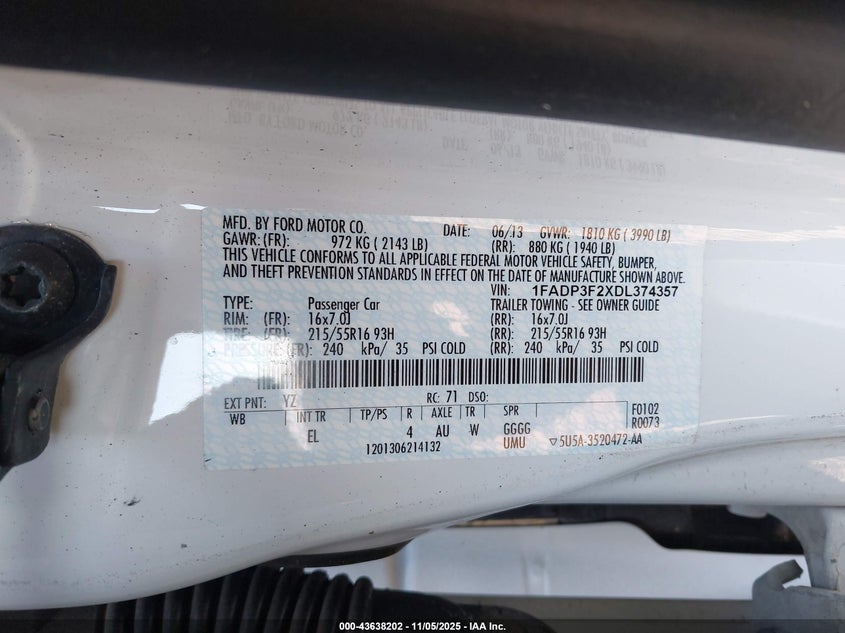 MFD. BY FORD MOTOR CO. DATE: 06/13 GVWR: 1810 KG ( 3990 LB)
GAWR: (FR): 972 KG ( 2143 LB) (RR): 880 KG ( 1940 LB)
THIS VEHICLE CONFORMS TO ALL APPLICABLE FEDERAL MOTOR VEHICLE SAFETY, BUMPER,
AND THEFT PREVENTION STANDARDS IN EFFECT ON THE DATE OF MANUFACTURE SHOWN ABOVE.
VIN: 1FADP3F2XDL374357
TYPE: Passenger Car TRAILER TOWING - SEE OWNER GUIDE
RIM: (FR): 16x7.0J (RR): 16x7.0J
TIRE: (FR): 215/55R16 93H (RR): 215/55R16 93H
PRESSURE (FR): 240 kPa/ 35 PSI COLD (RR): 240 kPa/ 35 PSI COLD
EXT PNT: YZ RC: 71 DSO:
WB INT TR TP/PS R AXLE TR SPR F0102
EL 4 AU W GGGG R0073
1201306214132 UMU ▽5U5A-3520472-AA
000-43638202 - 11/05/2025 - IAA Inc.